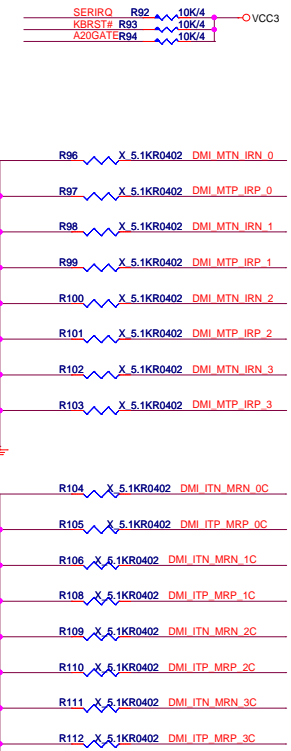 SERIRQ R92 10K/4 VCC3
KBRST# R93 10K/4
A20GATE R94 10K/4
R96 X_5.1KR0402 DMI_MTN_IRN_0
R97 X_5.1KR0402 DMI_MTP_IRP_0
R98 X_5.1KR0402 DMI_MTN_IRN_1
R99 X_5.1KR0402 DMI_MTP_IRP_1
R100 X_5.1KR0402 DMI_MTN_IRN_2
R101 X_5.1KR0402 DMI_MTP_IRP_2
R102 X_5.1KR0402 DMI_MTN_IRN_3
R103 X_5.1KR0402 DMI_MTP_IRP_3
R104 X_5.1KR0402 DMI_ITN_MRN_0C
R105 X_5.1KR0402 DMI_ITP_MRP_0C
R106 X_5.1KR0402 DMI_ITN_MRN_1C
R108 X_5.1KR0402 DMI_ITP_MRP_1C
R109 X_5.1KR0402 DMI_ITN_MRN_2C
R110 X_5.1KR0402 DMI_ITP_MRP_2C
R111 X_5.1KR0402 DMI_ITN_MRN_3C
R112 X_5.1KR0402 DMI_ITP_MRP_3C